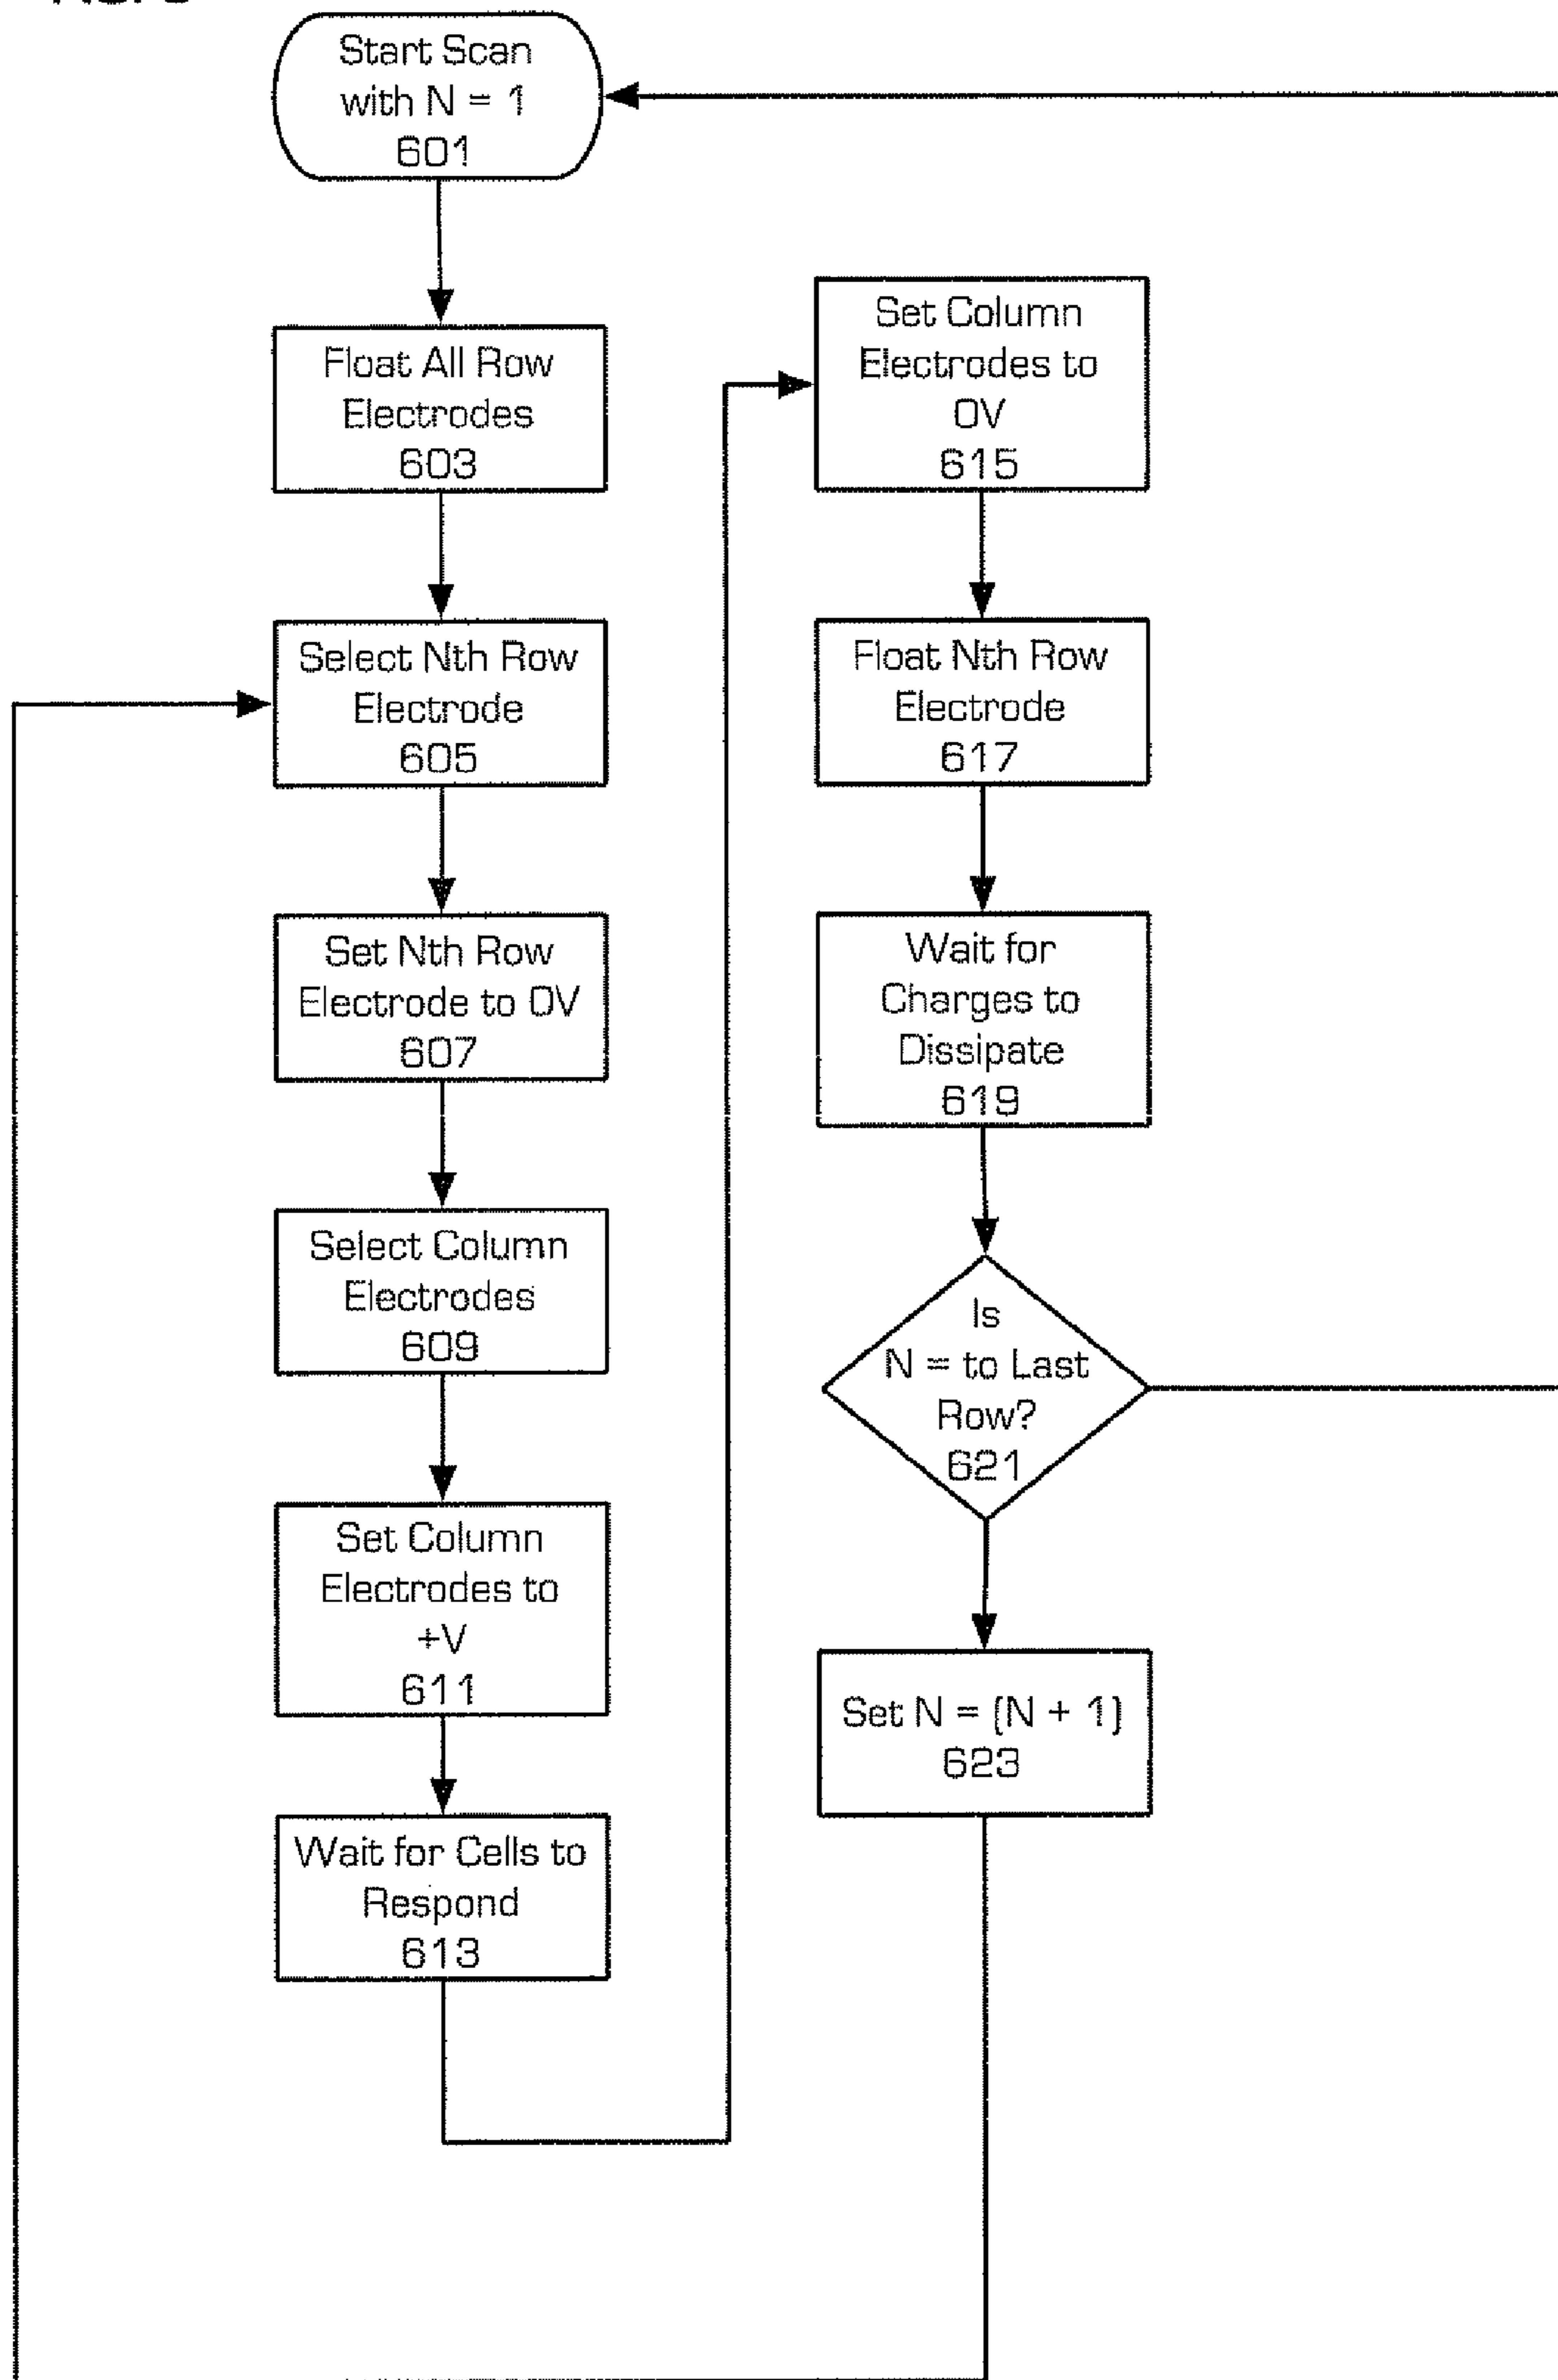 Start Scan
with N = 1
601
Float All Row
Electrodes
603
Select Nth Row
Electrode
605
Set Nth Row
Electrode to 0V
607
Select Column
Electrodes
609
Set Column
Electrodes to
+V
611
Wait for Cells to
Respond
613
Set Column
Electrodes to
0V
615
Float Nth Row
Electrode
617
Wait for
Charges to
Dissipate
619
Is
N = to Last
Row?
621
Set N = (N + 1)
623